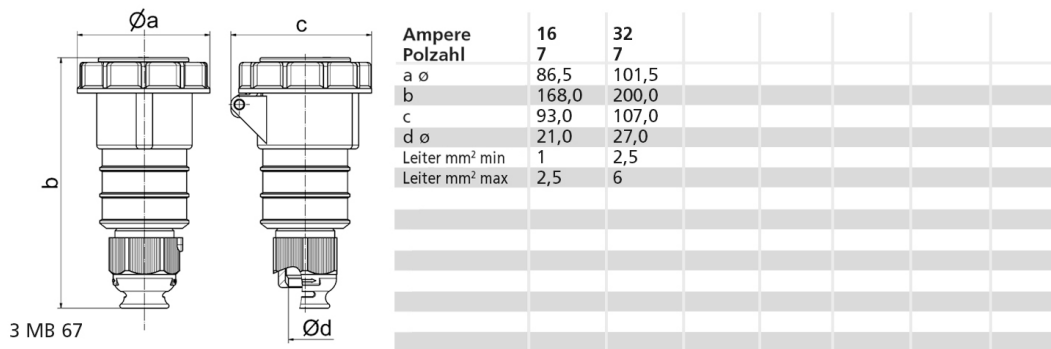 Øa
c
b
Ød
3 MB 67
Ampere 16 32
Polzahl 7 7
a ø 86,5 101,5
b 168,0 200,0
c 93,0 107,0
d ø 21,0 27,0
Leiter mm² min 1 2,5
Leiter mm² max 2,5 6